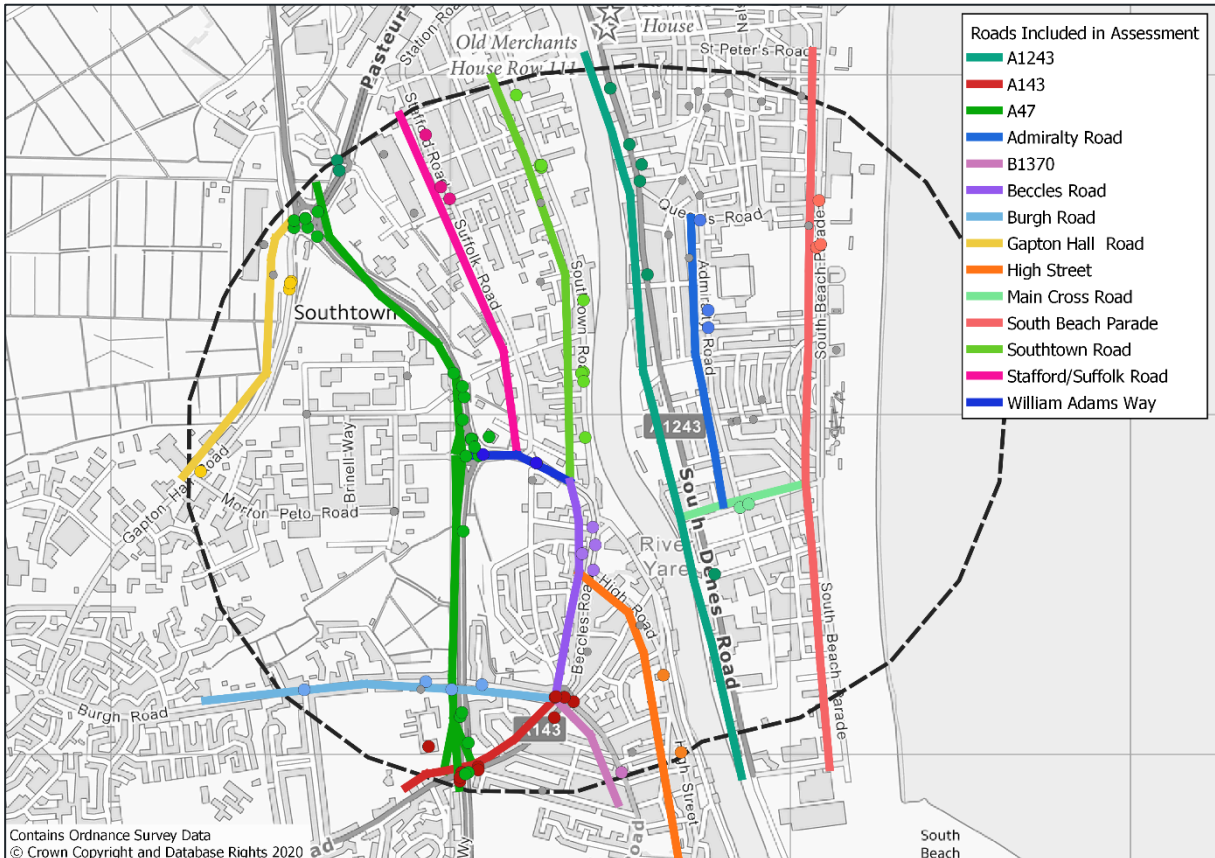 Roads Included in Assessment
A1243
A143
A47
Admiralty Road
B1370
Beccles Road
Burgh Road
Gapton Hall  Road
High Street
Main Cross Road
South Beach Parade
Southtown Road
Stafford/Suffolk Road
William Adams Way
House
Station Road
Pasteur
Old Merchants
House Row 111
St Peter's Road
Stafford Road
Queen's Road
Suffolk Road
Southtown Road
Admiralty Road
South Beach Parade
Southtown
A1243
Brinell Way
Gapton Hall Road
Morton Peto Road
South Denes Road
River
Yare
High Road
Beccles Road
South Beach Parade
Burgh Road
A143
High Street
Road
ad
Wy
Contains Ordnance Survey Data
© Crown Copyright and Database Rights 2020
South
Beach